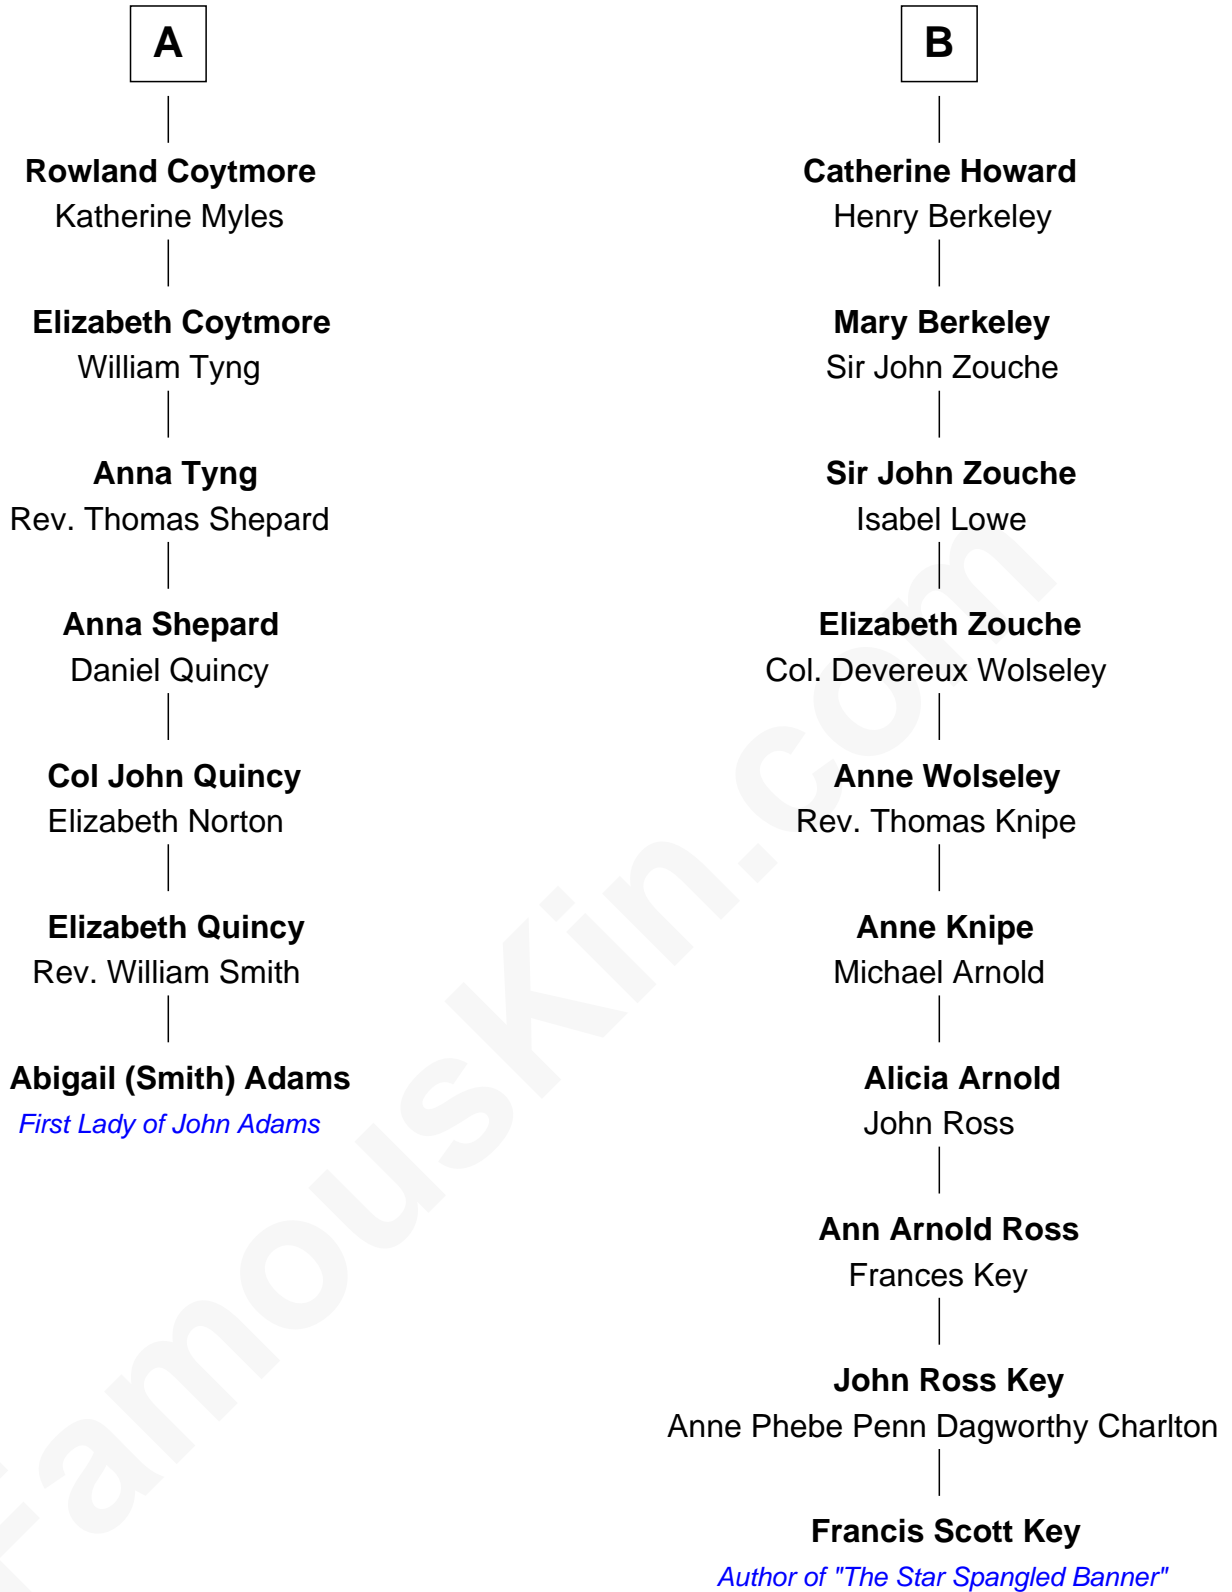 A
Rowland Coytmore
Katherine Myles
Elizabeth Coytmore
William Tyng
Anna Tyng
Rev. Thomas Shepard
Anna Shepard
Daniel Quincy
Col John Quincy
Elizabeth Norton
Elizabeth Quincy
Rev. William Smith
Abigail (Smith) Adams
First Lady of John Adams
B
Catherine Howard
Henry Berkeley
Mary Berkeley
Sir John Zouche
Sir John Zouche
Isabel Lowe
Elizabeth Zouche
Col. Devereux Wolseley
Anne Wolseley
Rev. Thomas Knipe
Anne Knipe
Michael Arnold
Alicia Arnold
John Ross
Ann Arnold Ross
Frances Key
John Ross Key
Anne Phebe Penn Dagworthy Charlton
Francis Scott Key
Author of "The Star Spangled Banner"
FamousKin.com